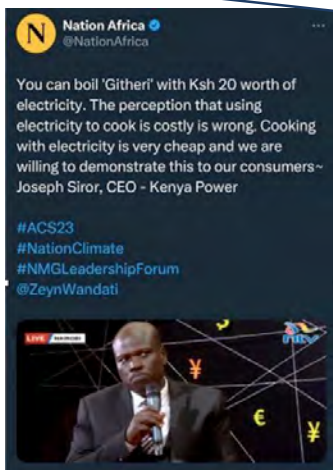 N
Nation Africa
@NationAfrica
You can boil 'Githeri' with Ksh 20 worth of
electricity. The perception that using
electricity to cook is costly is wrong. Cooking
with electricity is very cheap and we are
willing to demonstrate this to our consumers~
Joseph Siror, CEO - Kenya Power
#ACS23
#NationClimate
#NMGLeadershipForum
@ZeynWandati
LIVE NAIROBI
ntv
$
¥
€
¥